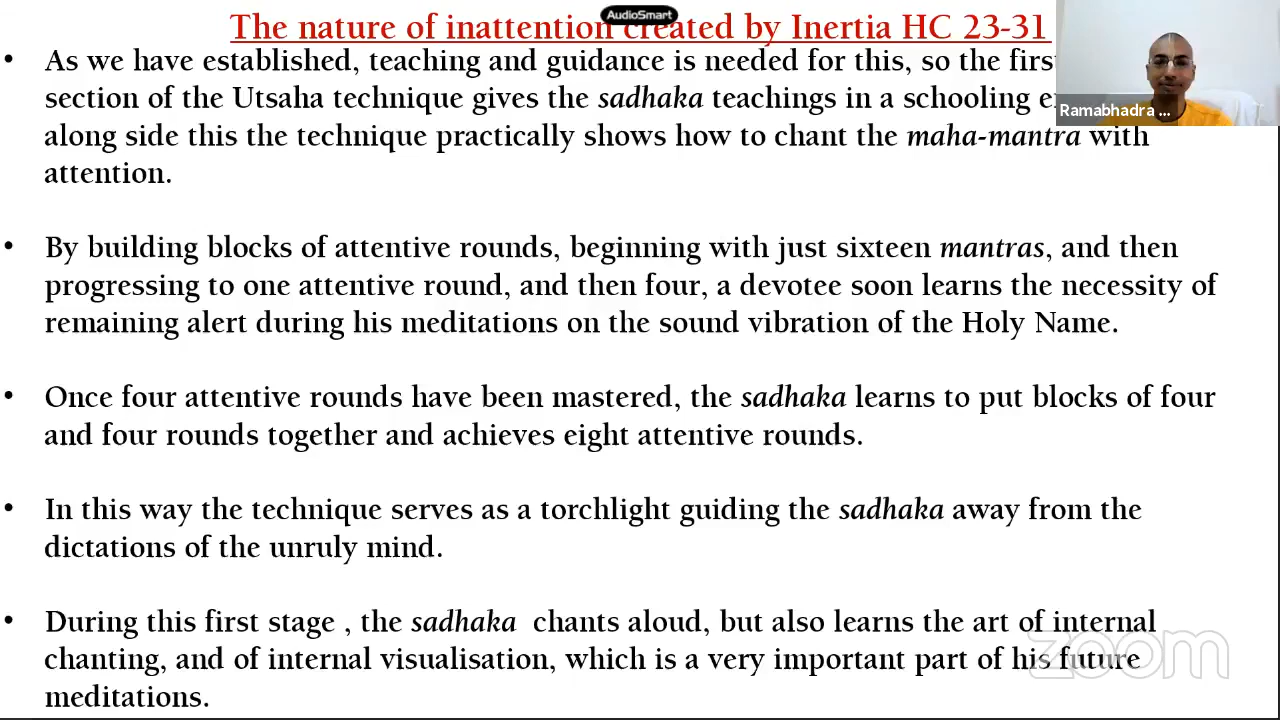 AudioSmart
The nature of inattention created by Inertia HC 23-31
• As we have established, teaching and guidance is needed for this, so the first
section of the Utsaha technique gives the sadhaka teachings in a schooling
along side this the technique practically shows how to chant the maha-mantra with
attention.
• By building blocks of attentive rounds, beginning with just sixteen mantras, and then
progressing to one attentive round, and then four, a devotee soon learns the necessity of
remaining alert during his meditations on the sound vibration of the Holy Name.
• Once four attentive rounds have been mastered, the sadhaka learns to put blocks of four
and four rounds together and achieves eight attentive rounds.
• In this way the technique serves as a torchlight guiding the sadhaka away from the
dictations of the unruly mind.
• During this first stage , the sadhaka chants aloud, but also learns the art of internal
chanting, and of internal visualisation, which is a very important part of his future
meditations.
Ramabhadra ...
zoom